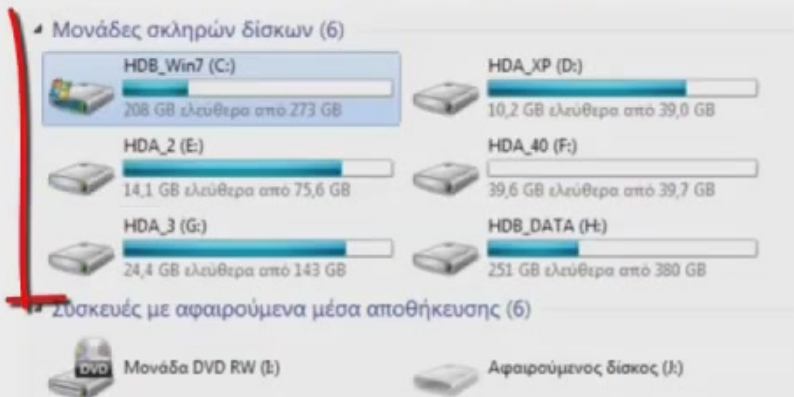 Μονάδες σκληρών δίσκων (6)
HDB_Win7 (C:)
208 GB ελεύθερα από 273 GB
HDA_XP (D:)
10,2 GB ελεύθερα από 39,0 GB
HDA_2 (E:)
14,1 GB ελεύθερα από 75,6 GB
HDA_40 (F:)
39,6 GB ελεύθερα από 39,7 GB
HDA_3 (G:)
24,4 GB ελεύθερα από 143 GB
HDB_DATA (H:)
251 GB ελεύθερα από 380 GB
Συσκευές με αφαιρούμενα μέσα αποθήκευσης (6)
DVD
Μονάδα DVD RW (I:)
Αφαιρούμενος δίσκος (J:)